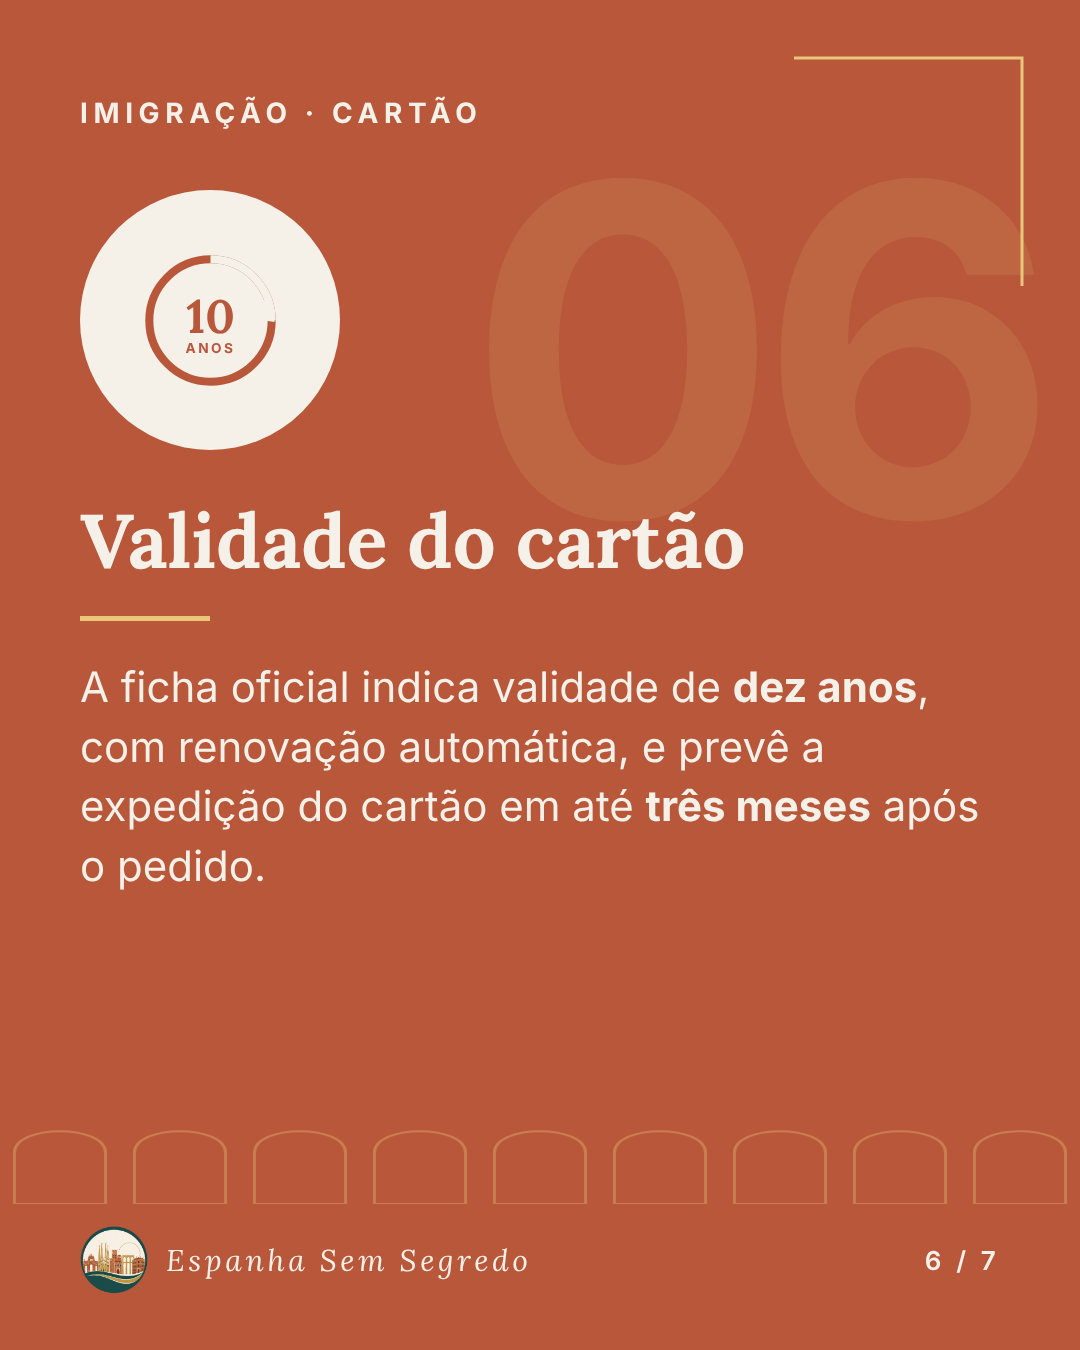 IMIGRAÇÃO · CARTÃO
06
10
ANOS
Validade do cartão
A ficha oficial indica validade de dez anos,
com renovação automática, e prevê a
expedição do cartão em até três meses após
o pedido.
Espanha Sem Segredo
6 / 7